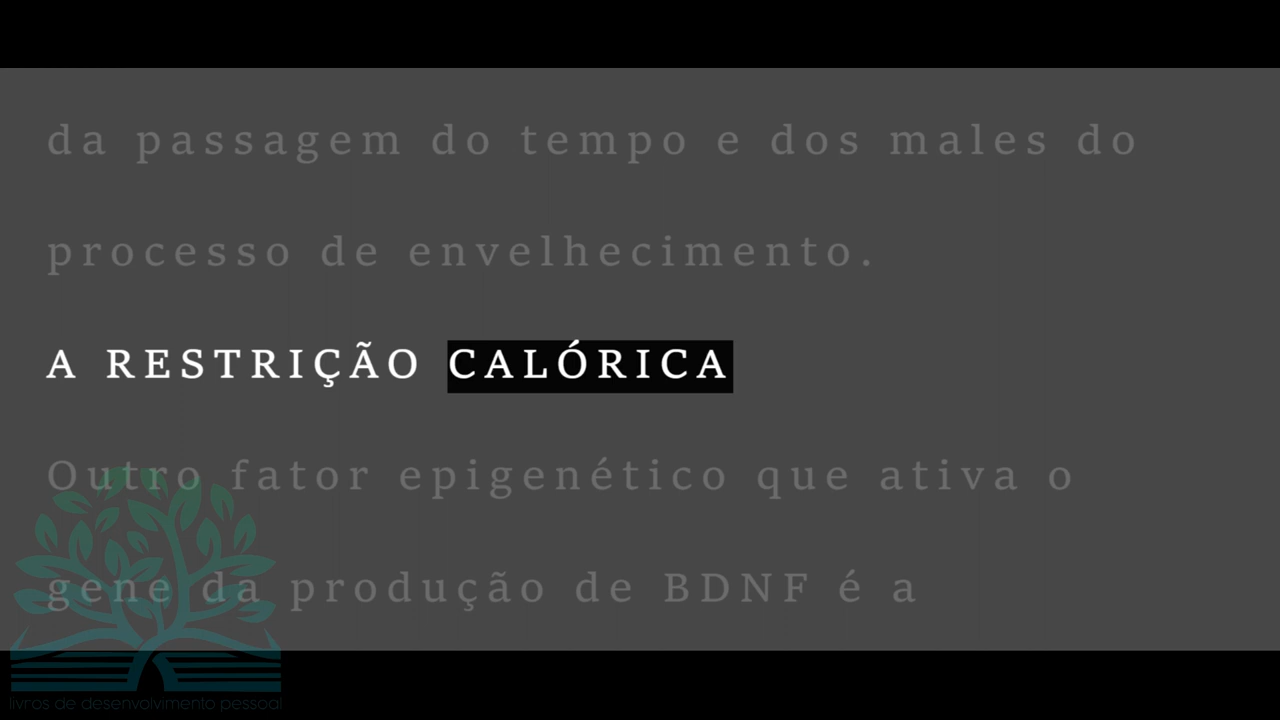 da passagem do tempo e dos males do
processo de envelhecimento.
A RESTRIÇÃO CALÓRICA
Outro fator epigenético que ativa o
gene da produção de BDNF é a
livros de desenvolvimento pessoal